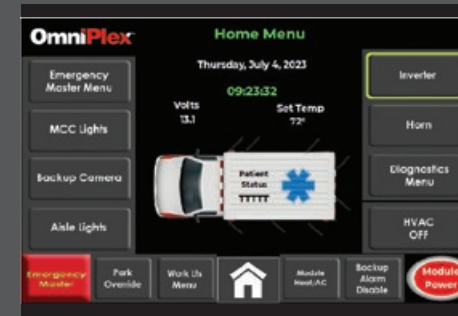 OmniPlex
Home Menu
Thursday, July 4, 2023
09:23:32
Volts
13.1
Set Temp
72°
Emergency
Master Menu
MCC Lights
Backup Camera
Aisle Lights
Patient
Status
Inverter
Horn
Diagnostics
Menu
HVAC
OFF
Emergency
Master
Park
Override
Work Lts
Menu
Module
Heat/AC
Backup
Alarm
Disable
Module
Power